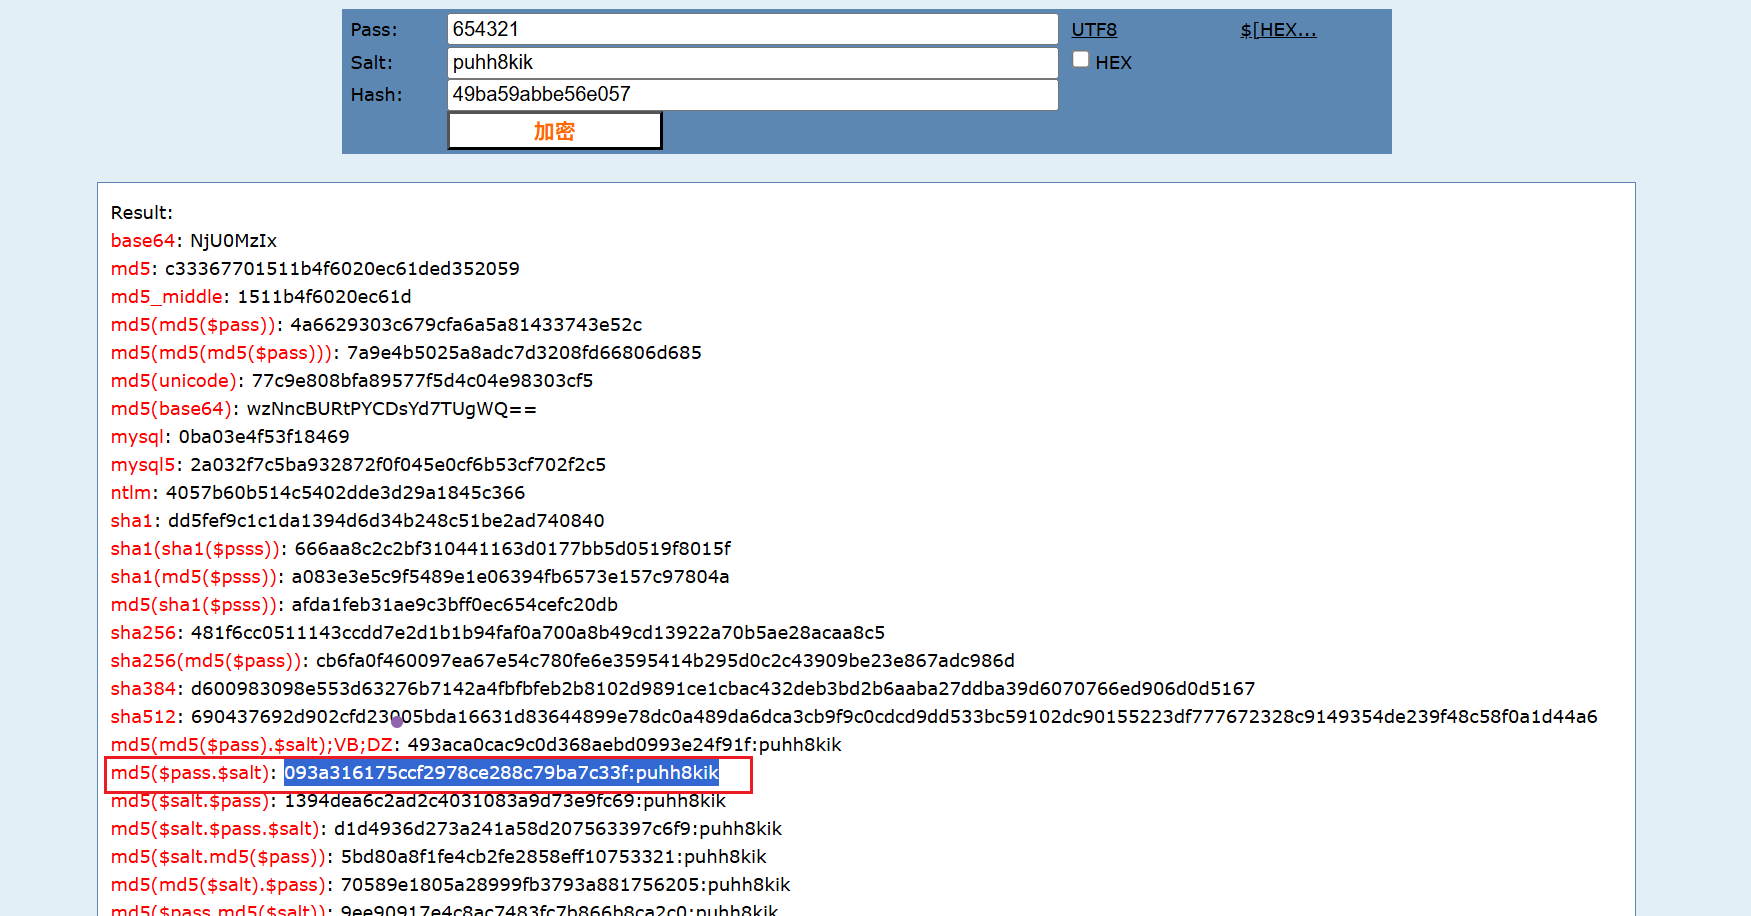 Pass: 654321 UTF8 $[HEX...
Salt: puhh8kik HEX
Hash: 49ba59abbe56e057
加密
Result:
base64: NjU0MzIx
md5: c33367701511b4f6020ec61ded352059
md5_middle: 1511b4f6020ec61d
md5(md5($pass)): 4a6629303c679cfa6a5a81433743e52c
md5(md5(md5($pass))): 7a9e4b5025a8adc7d3208fd66806d685
md5(unicode): 77c9e808bfa89577f5d4c04e98303cf5
md5(base64): wzNncBURtPYCDsYd7TUgWQ==
mysql: 0ba03e4f53f18469
mysql5: 2a032f7c5ba932872f0f045e0cf6b53cf702f2c5
ntlm: 4057b60b514c5402dde3d29a1845c366
sha1: dd5fef9c1c1da1394d6d34b248c51be2ad740840
sha1(sha1($psss)): 666aa8c2c2bf310441163d0177bb5d0519f8015f
sha1(md5($psss)): a083e3e5c9f5489e1e06394fb6573e157c97804a
md5(sha1($psss)): afda1feb31ae9c3bff0ec654cefc20db
sha256: 481f6cc0511143ccdd7e2d1b1b94faf0a700a8b49cd13922a70b5ae28acaa8c5
sha256(md5($pass)): cb6fa0f460097ea67e54c780fe6e3595414b295d0c2c43909be23e867adc986d
sha384: d600983098e553d63276b7142a4fbfbfeb2b8102d9891ce1cbac432deb3bd2b6aaba27ddba39d6070766ed906d0d5167
sha512: 690437692d902cfd23005bda16631d83644899e78dc0a489da6dca3cb9f9c0cdcd9dd533bc59102dc90155223df777672328c9149354de239f48c58f0a1d44a6
md5(md5($pass).$salt);VB;DZ: 493aca0cac9c0d368aebd0993e24f91f:puhh8kik
md5($pass.$salt): 093a316175ccf2978ce288c79ba7c33f:puhh8kik
md5($salt.$pass): 1394dea6c2ad2c4031083a9d73e9fc69:puhh8kik
md5($salt.$pass.$salt): d1d4936d273a241a58d207563397c6f9:puhh8kik
md5($salt.md5($pass)): 5bd80a8f1fe4cb2fe2858eff10753321:puhh8kik
md5(md5($salt).$pass): 70589e1805a28999fb3793a881756205:puhh8kik
md5($pass.md5($salt)): 9ee90917e4c8ac7483fc7b866b8ca2c0:puhh8kik